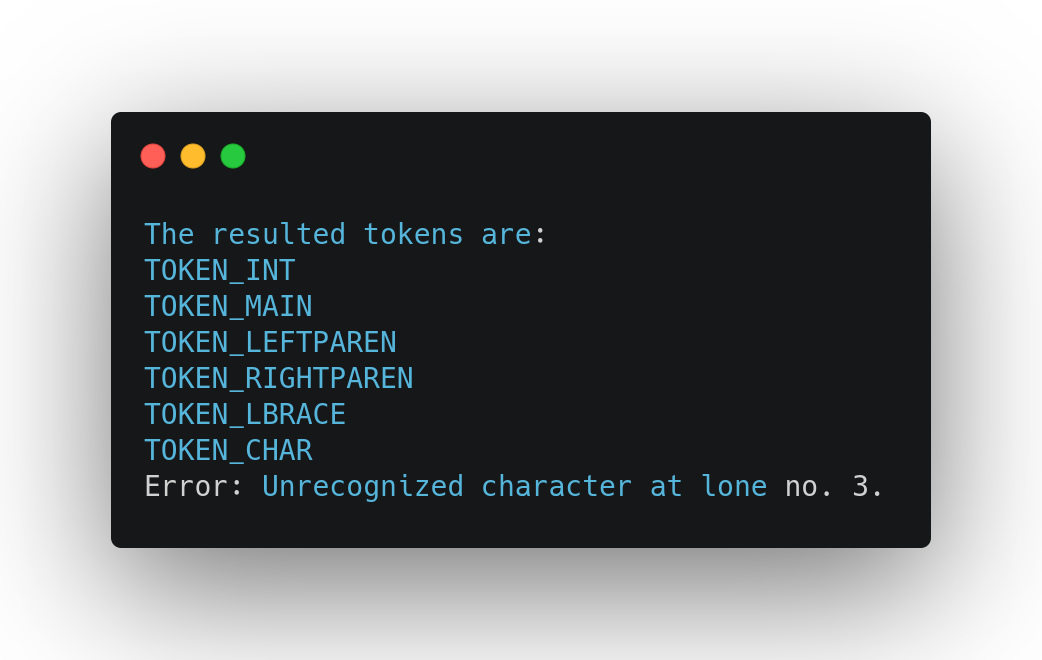 The resulted tokens are:
TOKEN_INT
TOKEN_MAIN
TOKEN_LEFTPAREN
TOKEN_RIGHTPAREN
TOKEN_LBRACE
TOKEN_CHAR
Error: Unrecognized character at lone no. 3.